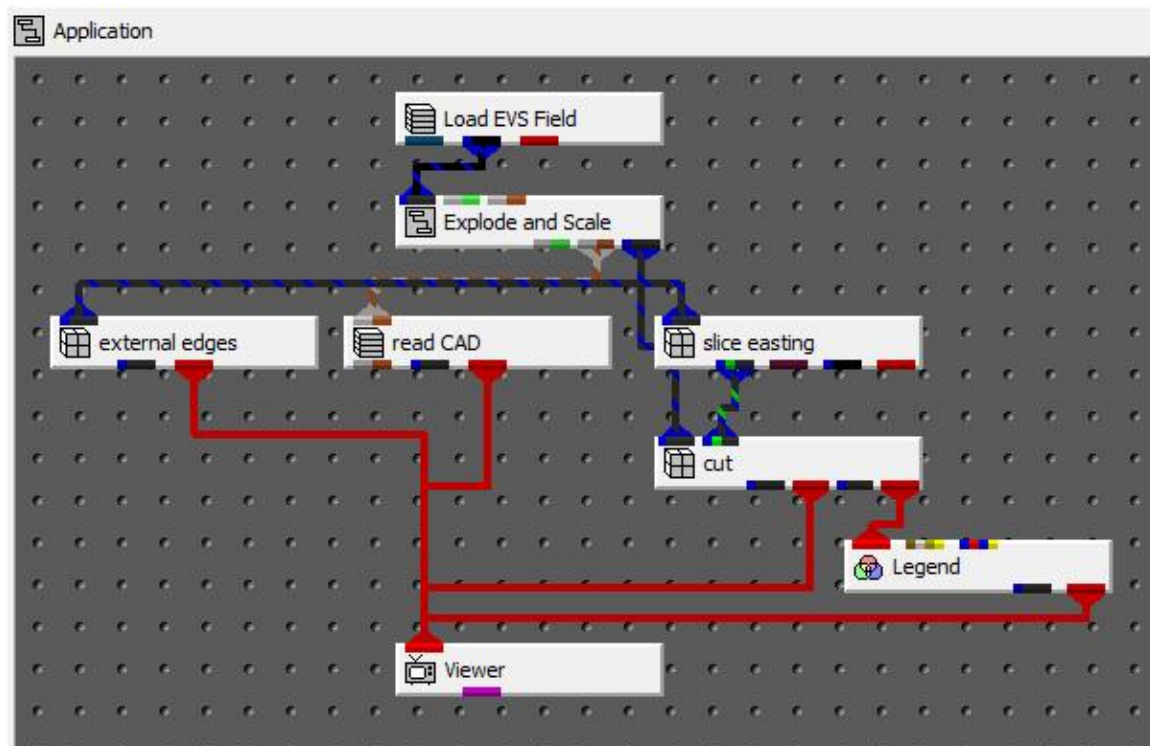 Application
Load EVS Field
Explode and Scale
external edges
read CAD
slice easting
cut
Legend
Viewer